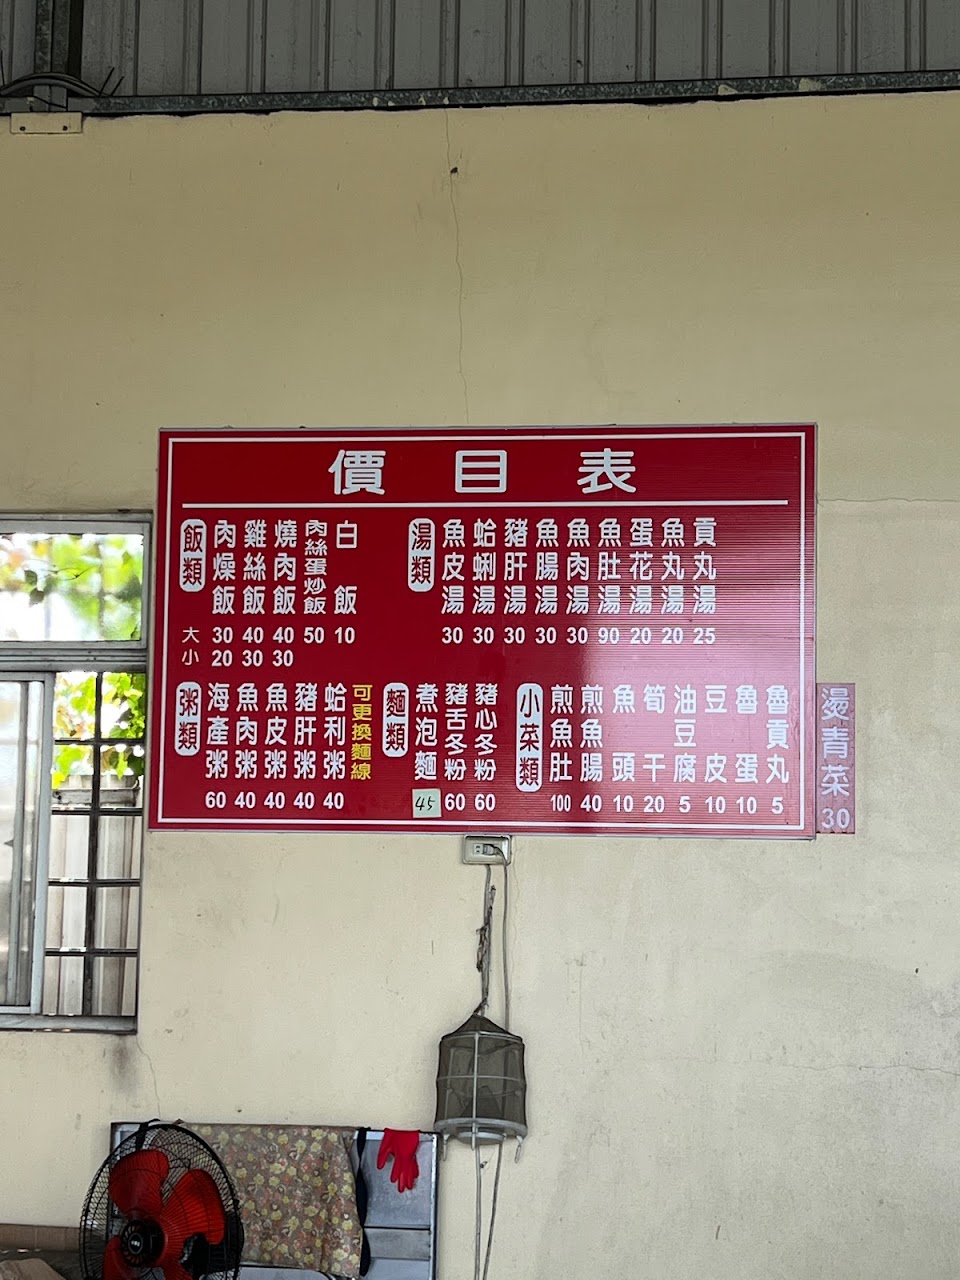 價目表
飯類
大
小
肉燥飯 30 20
雞絲飯 40 30
燒肉飯 40 30
肉絲蛋炒飯 50
白飯 10
湯類
魚皮湯 30
蛤蜊湯 30
豬肝湯 30
魚腸湯 30
魚肉湯 30
魚肚湯 90
蛋花湯 20
魚丸湯 20
貢丸湯 25
粥類
海產粥 60
魚肉粥 40
魚皮粥 40
豬肝粥 40
蛤利粥 40
可更換麵線
麵類
煮泡麵 45
豬舌冬粉 60
豬心冬粉 60
小菜類
煎魚肚 100
煎魚腸 40
魚頭 10
筍干 20
油豆腐 5
豆皮 10
魯蛋 10
魯貢丸 5
燙青菜 30